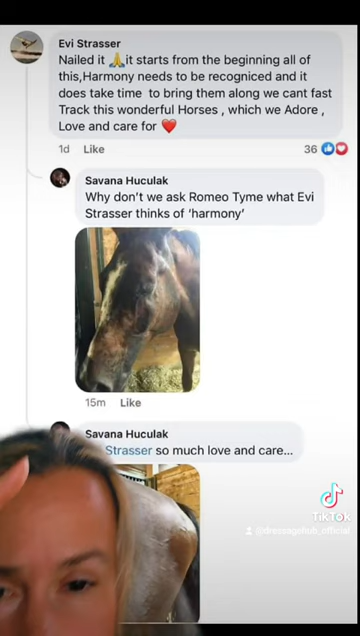 Evi Strasser
Nailed it 🙏it starts from the beginning all of
this,Harmony needs to be recogniced and it
does take time to bring them along we cant fast
Track this wonderful Horses , which we Adore ,
Love and care for ❤️
1d Like 36
Savana Huculak
Why don't we ask Romeo Tyme what Evi
Strasser thinks of 'harmony'
15m Like
Savana Huculak
Strasser so much love and care...
TikTok
@dressagehub_official